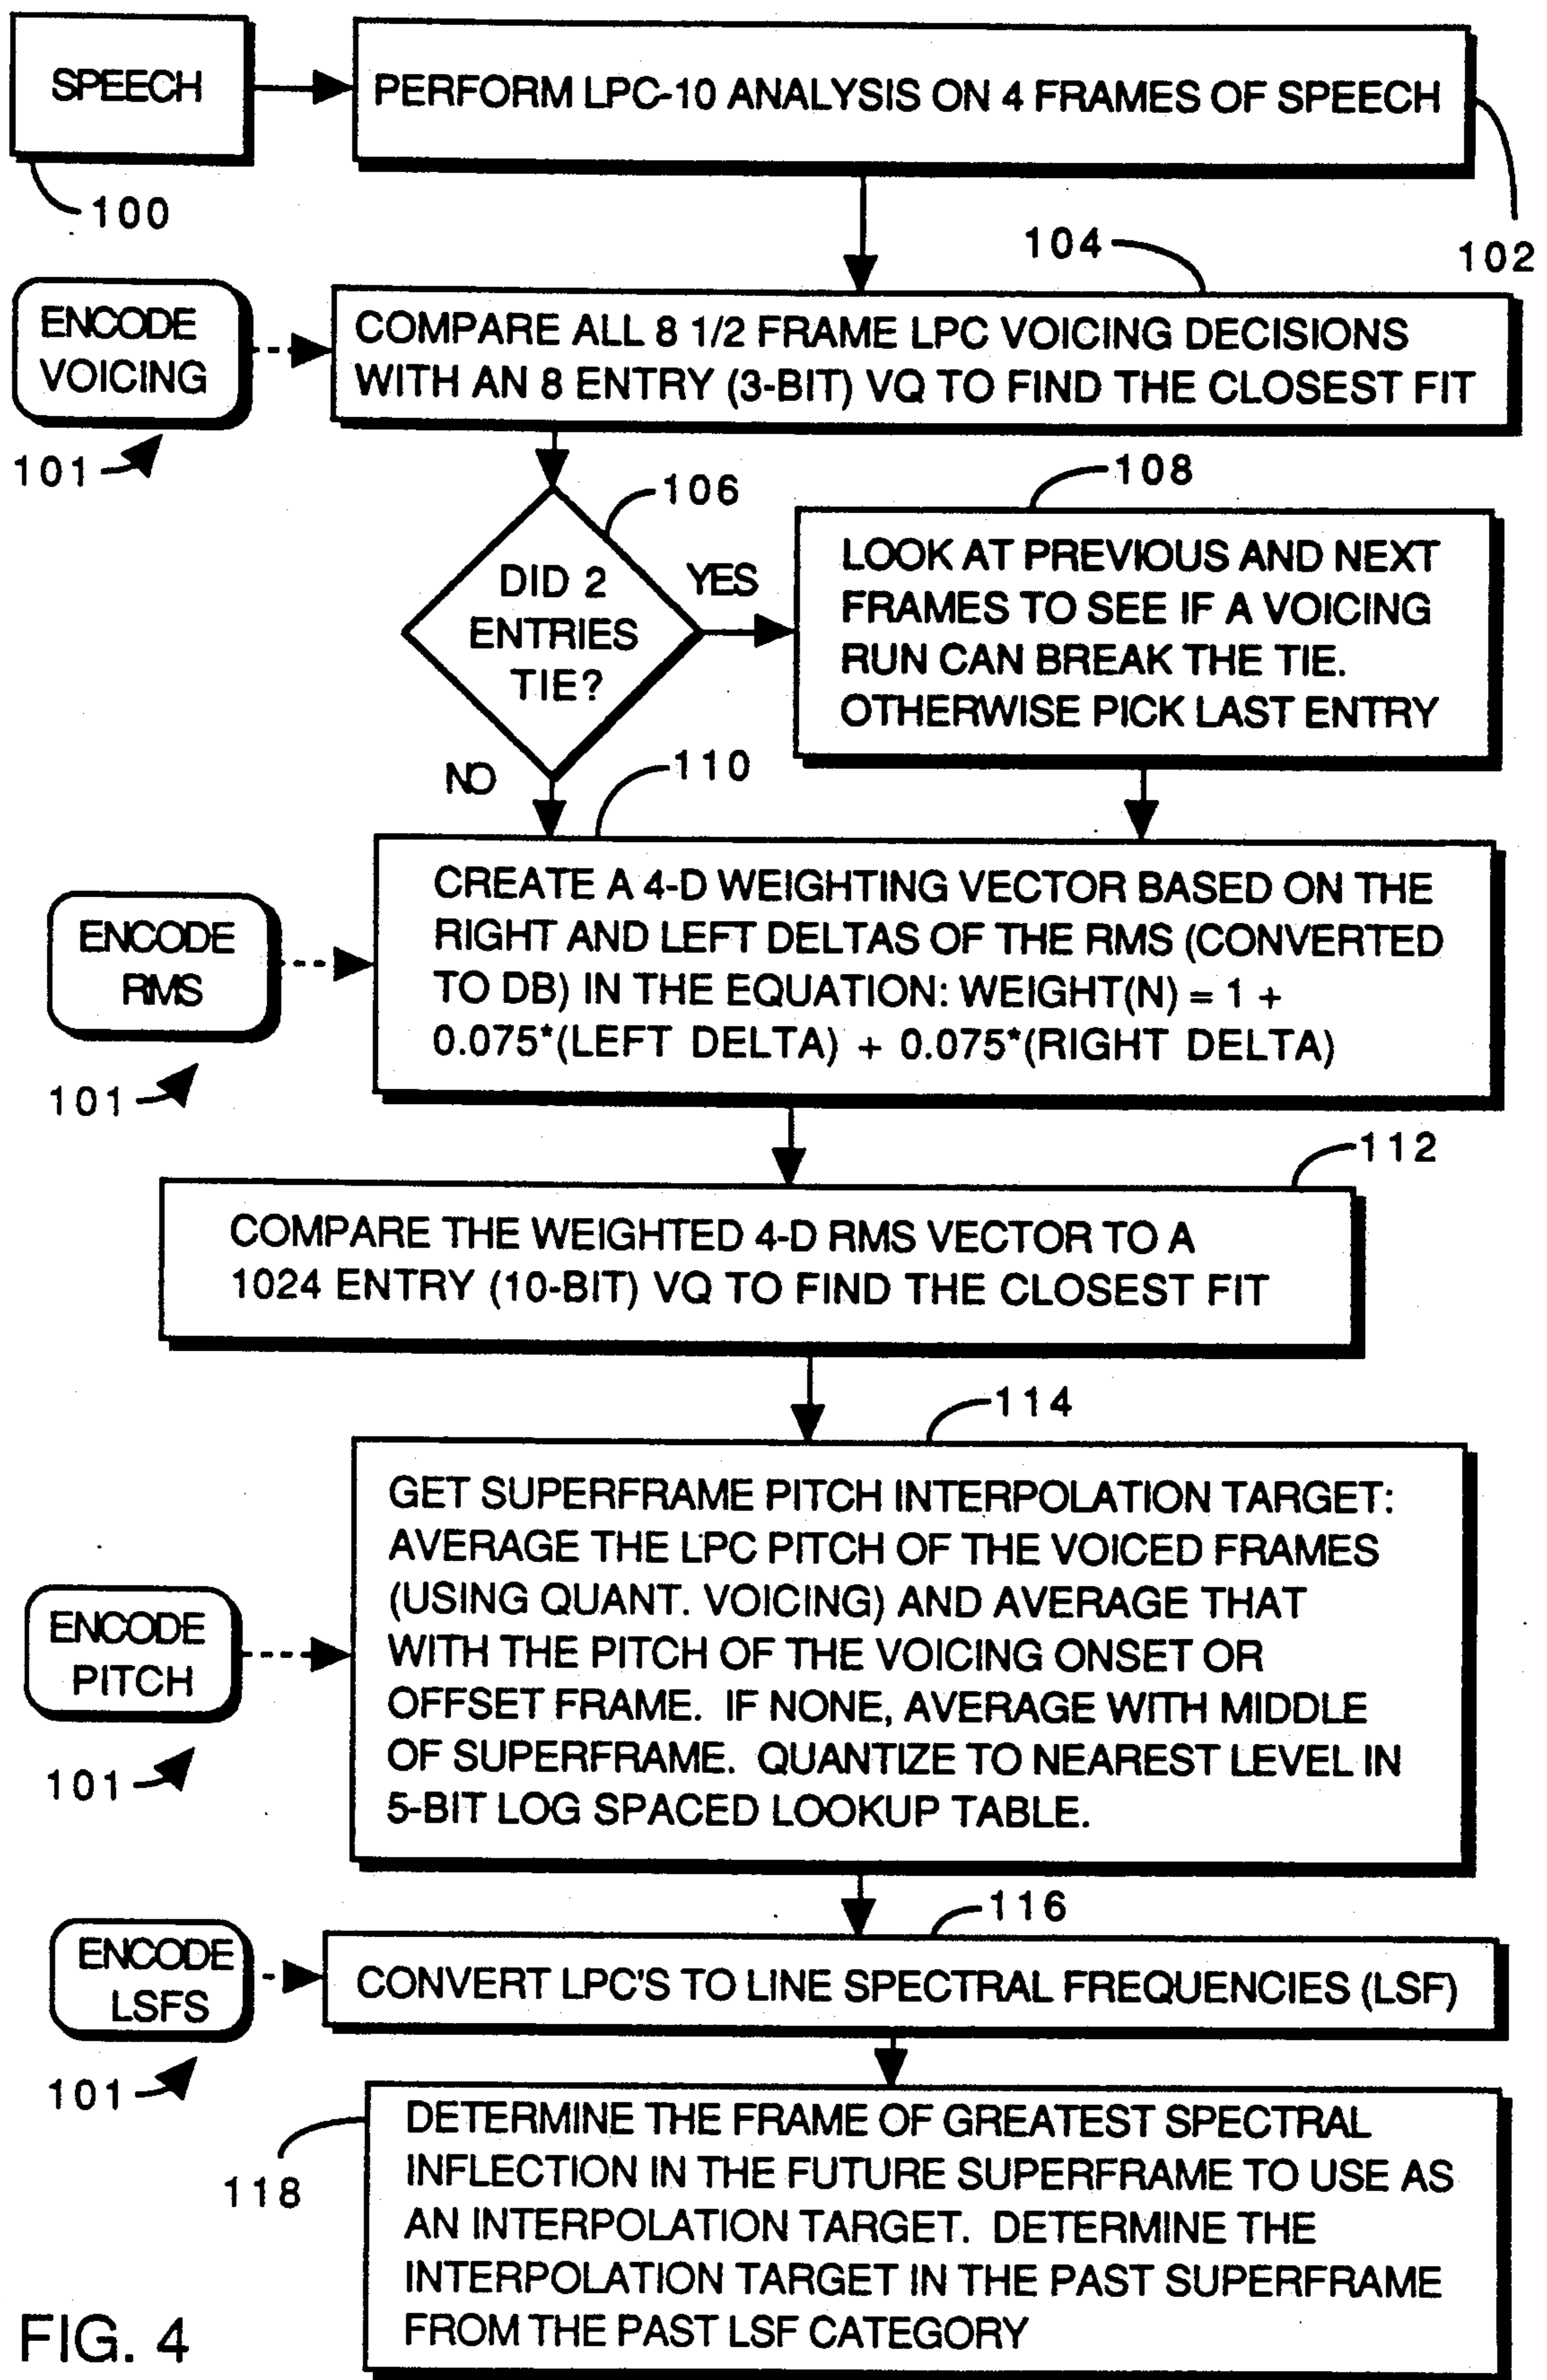 SPEECH
PERFORM LPC-10 ANALYSIS ON 4 FRAMES OF SPEECH
100
102
104
ENCODE
VOICING
COMPARE ALL 8 1/2 FRAME LPC VOICING DECISIONS
WITH AN 8 ENTRY (3-BIT) VQ TO FIND THE CLOSEST FIT
101
106
108
DID 2
ENTRIES
TIE?
YES
LOOK AT PREVIOUS AND NEXT
FRAMES TO SEE IF A VOICING
RUN CAN BREAK THE TIE.
OTHERWISE PICK LAST ENTRY
NO
110
ENCODE
RMS
CREATE A 4-D WEIGHTING VECTOR BASED ON THE
RIGHT AND LEFT DELTAS OF THE RMS (CONVERTED
TO DB) IN THE EQUATION: WEIGHT(N) = 1 +
0.075*(LEFT DELTA) + 0.075*(RIGHT DELTA)
101
112
COMPARE THE WEIGHTED 4-D RMS VECTOR TO A
1024 ENTRY (10-BIT) VQ TO FIND THE CLOSEST FIT
114
ENCODE
PITCH
GET SUPERFRAME PITCH INTERPOLATION TARGET:
AVERAGE THE LPC PITCH OF THE VOICED FRAMES
(USING QUANT. VOICING) AND AVERAGE THAT
WITH THE PITCH OF THE VOICING ONSET OR
OFFSET FRAME. IF NONE, AVERAGE WITH MIDDLE
OF SUPERFRAME. QUANTIZE TO NEAREST LEVEL IN
5-BIT LOG SPACED LOOKUP TABLE.
101
116
ENCODE
LSFS
CONVERT LPC'S TO LINE SPECTRAL FREQUENCIES (LSF)
101
118
DETERMINE THE FRAME OF GREATEST SPECTRAL
INFLECTION IN THE FUTURE SUPERFRAME TO USE AS
AN INTERPOLATION TARGET. DETERMINE THE
INTERPOLATION TARGET IN THE PAST SUPERFRAME
FROM THE PAST LSF CATEGORY
FIG. 4